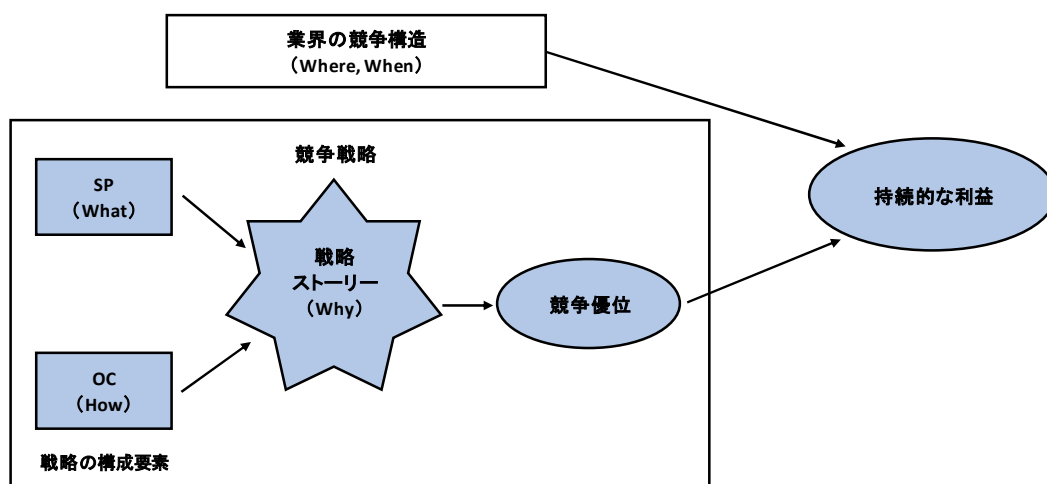 業界の競争構造
（Where, When）
競争戦略
SP
（What）
戦略
ストーリー
（Why）
競争優位
持続的な利益
OC
（How）
戦略の構成要素